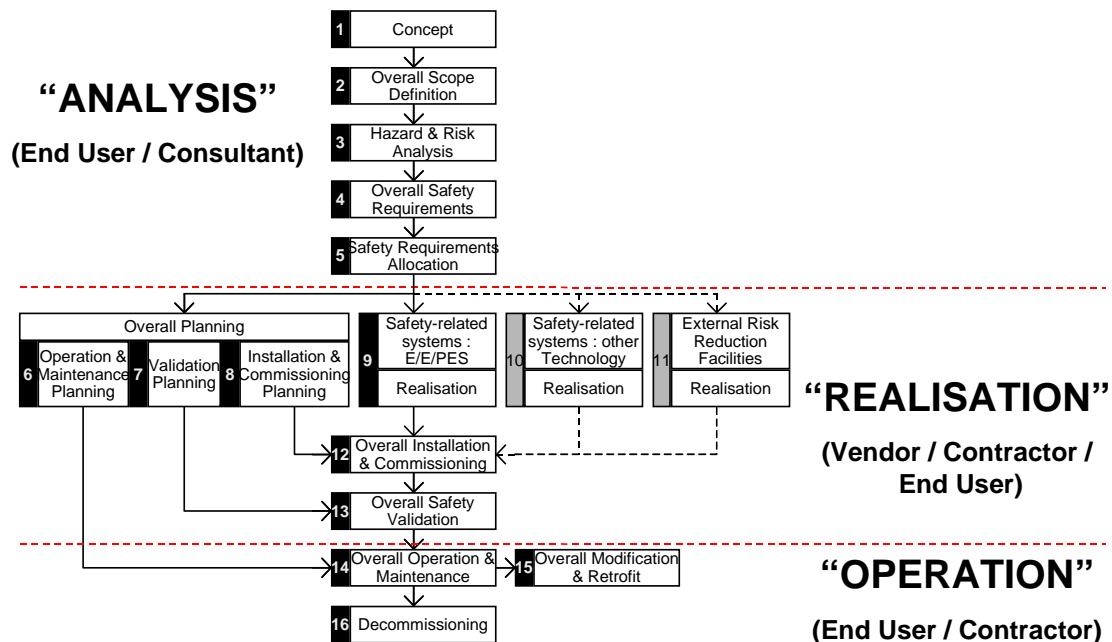 1 Concept
2 Overall Scope
Definition
“ANALYSIS”
(End User / Consultant)
3 Hazard & Risk
Analysis
4 Overall Safety
Requirements
5 Safety Requirements
Allocation
Overall Planning
6 Operation &
Maintenance
Planning
7 Validation
Planning
8 Installation &
Commissioning
Planning
9 Safety-related
systems :
E/E/PES
Realisation
10 Safety-related
systems : other
Technology
Realisation
11 External Risk
Reduction
Facilities
Realisation
“REALISATION”
(Vendor / Contractor /
End User)
12 Overall Installation
& Commissioning
13 Overall Safety
Validation
14 Overall Operation &
Maintenance
15 Overall Modification
& Retrofit
“OPERATION”
(End User / Contractor)
16 Decommissioning